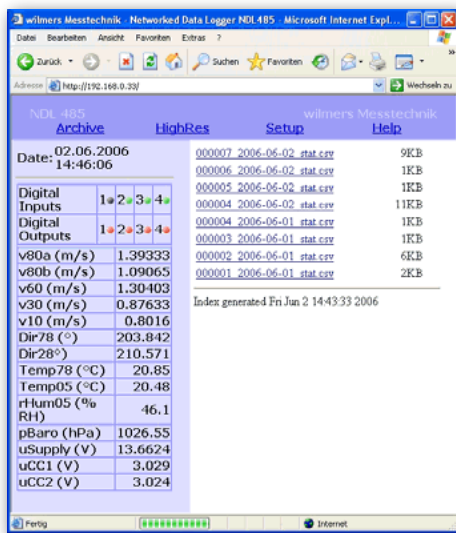 wilmers Messtechnik - Networked Data Logger NDL485 - Microsoft Internet Expl...
Datei Bearbeiten Ansicht Favoriten Extras ?
Zurück Suchen Favoriten
Adresse http://192.168.0.33/ Wechseln zu
NDL 485 wilmers Messtechnik
Archive HighRes Setup Help
Date: 02.06.2006
14:46:06
Digital Inputs 1 2 3 4
Digital Outputs 1 2 3 4
v80a (m/s) 1.39333
v80b (m/s) 1.09065
v60 (m/s) 1.30403
v30 (m/s) 0.87633
v10 (m/s) 0.8016
Dir78 (°) 203.842
Dir28°) 210.571
Temp78 (°C) 20.85
Temp05 (°C) 20.48
rHum05 (% RH) 46.1
pBaro (hPa) 1026.55
uSupply (V) 13.6624
uCC1 (V) 3.029
uCC2 (V) 3.024
000007_2006-06-02_stat.csv 9KB
000006_2006-06-02_stat.csv 1KB
000005_2006-06-02_stat.csv 1KB
000004_2006-06-02_stat.csv 11KB
000004_2006-06-01_stat.csv 1KB
000003_2006-06-01_stat.csv 1KB
000002_2006-06-01_stat.csv 6KB
000001_2006-06-01_stat.csv 2KB
Index generated Fri Jun 2 14:43:33 2006
Fertig Internet